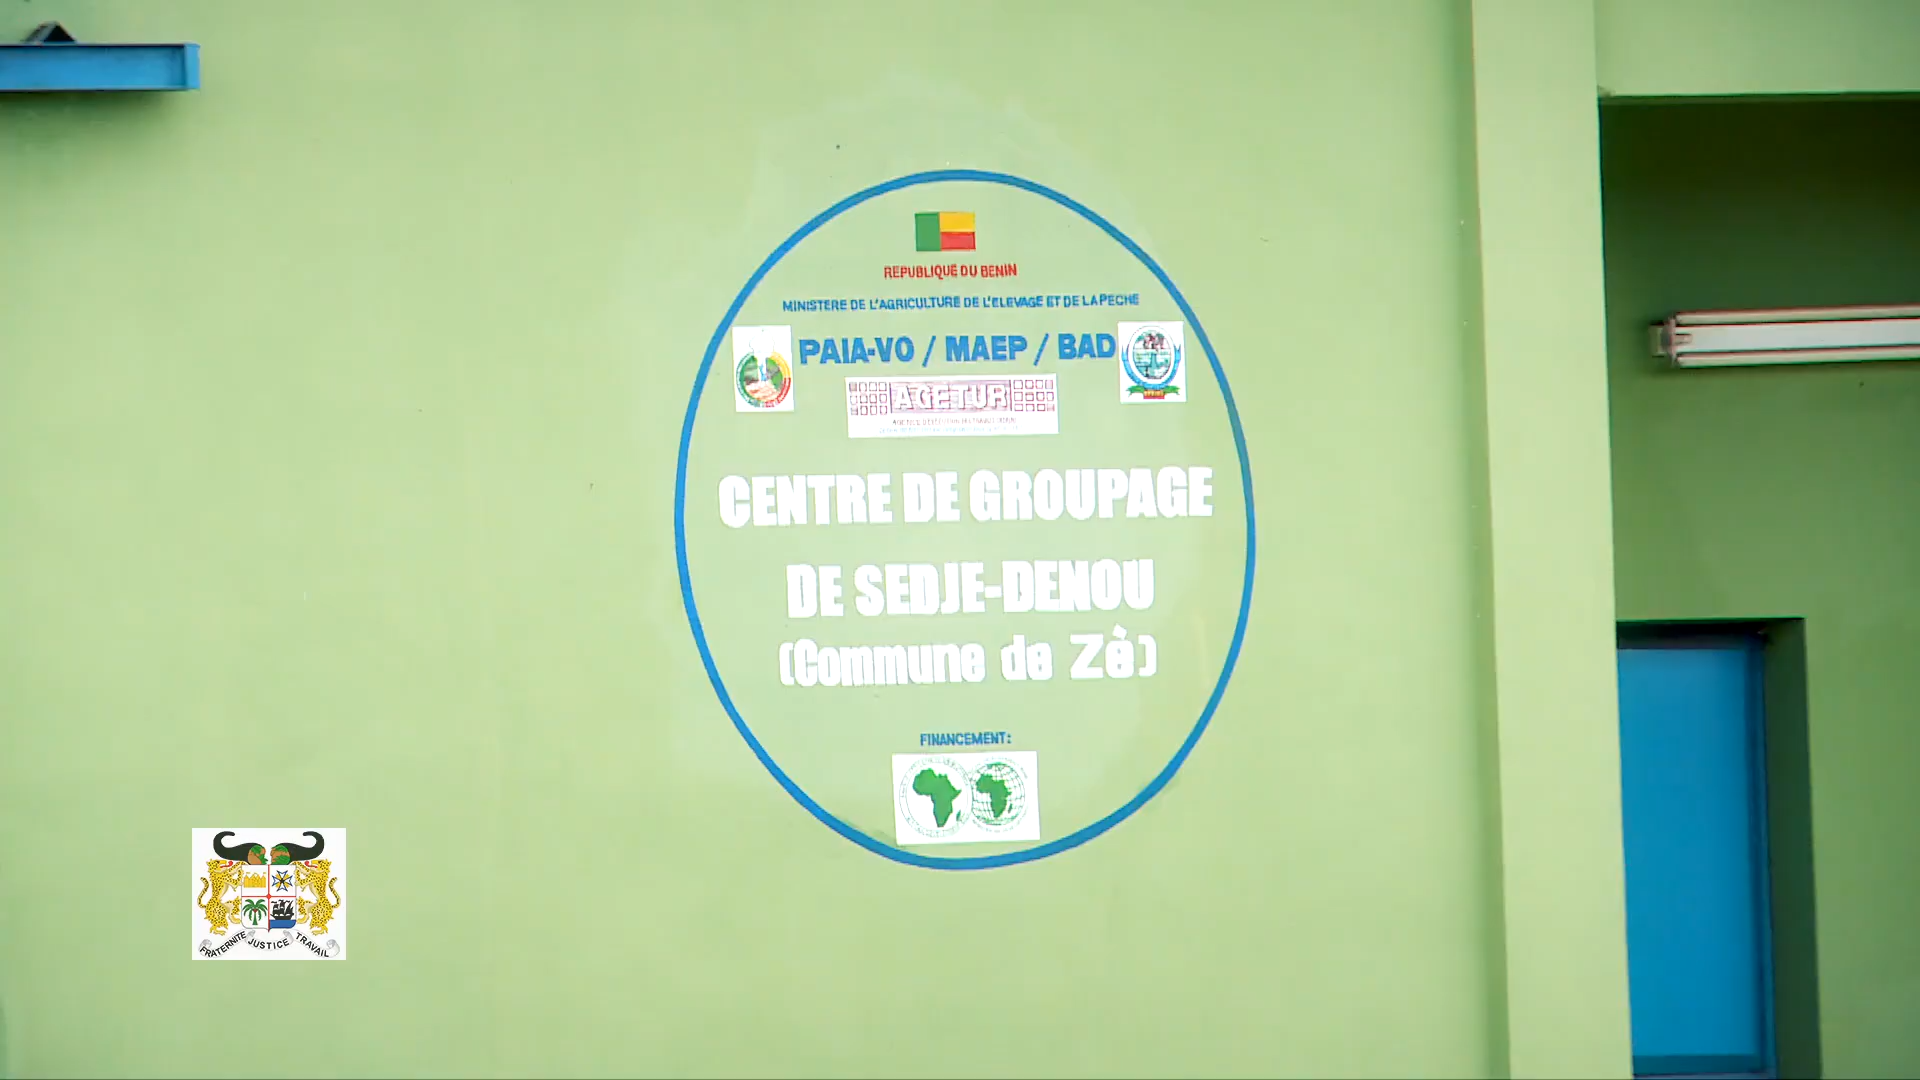 REPUBLIQUE DU BENIN
MINISTERE DE L'AGRICULTURE DE L'ELEVAGE ET DE LA PECHE
PAIA-VO / MAEP / BAD
AGETUR
CENTRE DE GROUPAGE
DE SEDJE-DENOU
(Commune de Zè)
FINANCEMENT:
FRATERNITE JUSTICE TRAVAIL